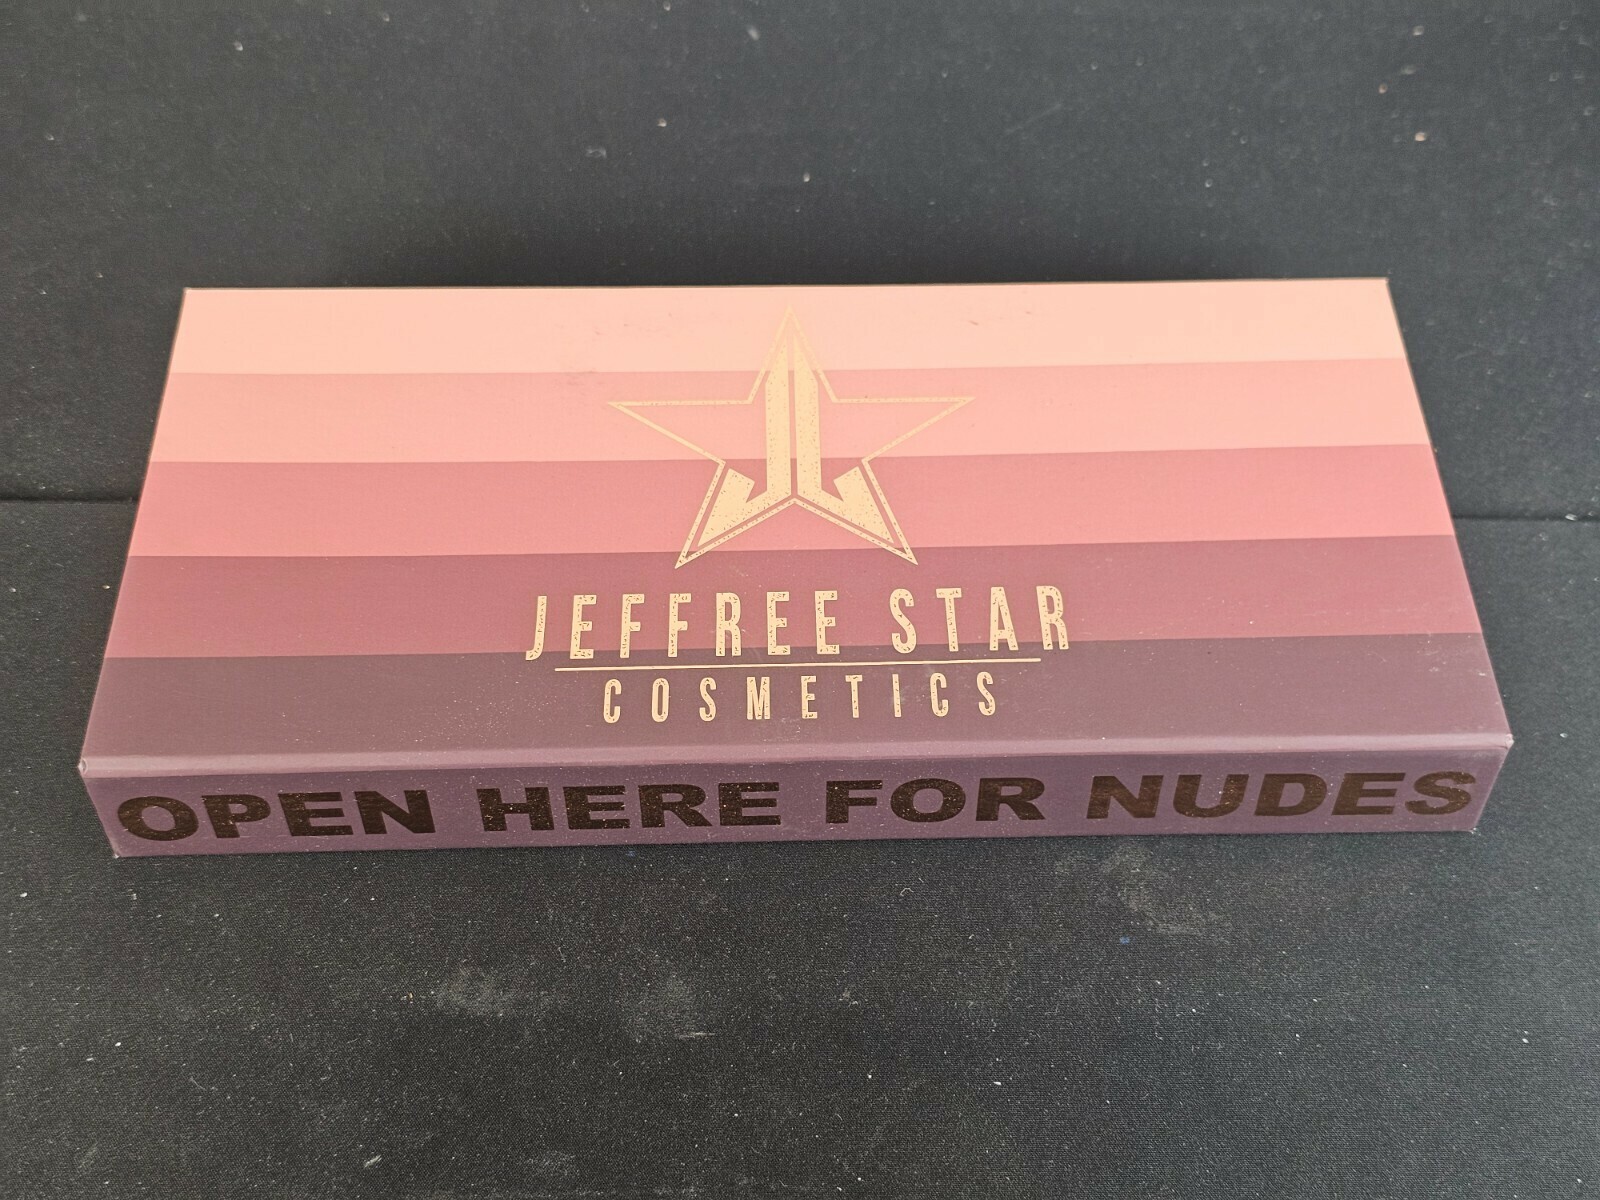 JEFFREE STAR
COSMETICS
OPEN HERE FOR NUDES